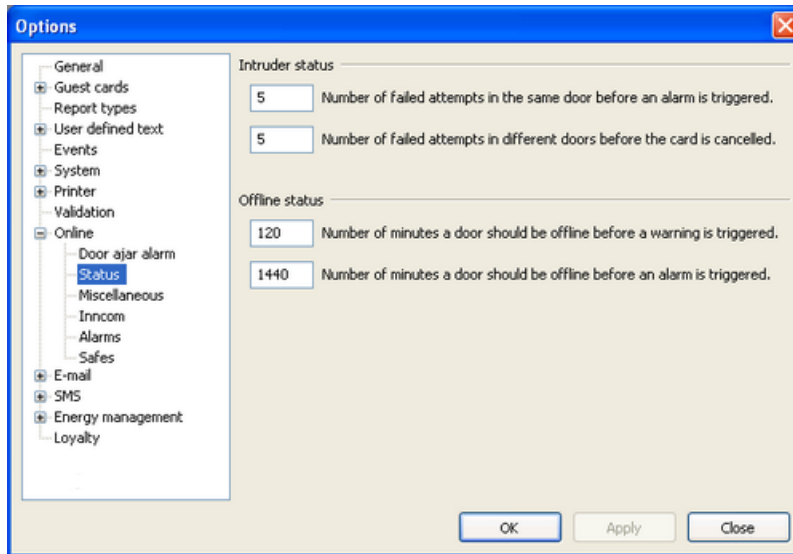 Options
General
Guest cards
Report types
User defined text
Events
System
Printer
Validation
Online
Door ajar alarm
Status
Miscellaneous
Inncom
Alarms
Safes
E-mail
SMS
Energy management
Loyalty
Intruder status
5 Number of failed attempts in the same door before an alarm is triggered.
5 Number of failed attempts in different doors before the card is cancelled.
Offline status
120 Number of minutes a door should be offline before a warning is triggered.
1440 Number of minutes a door should be offline before an alarm is triggered.
OK Apply Close